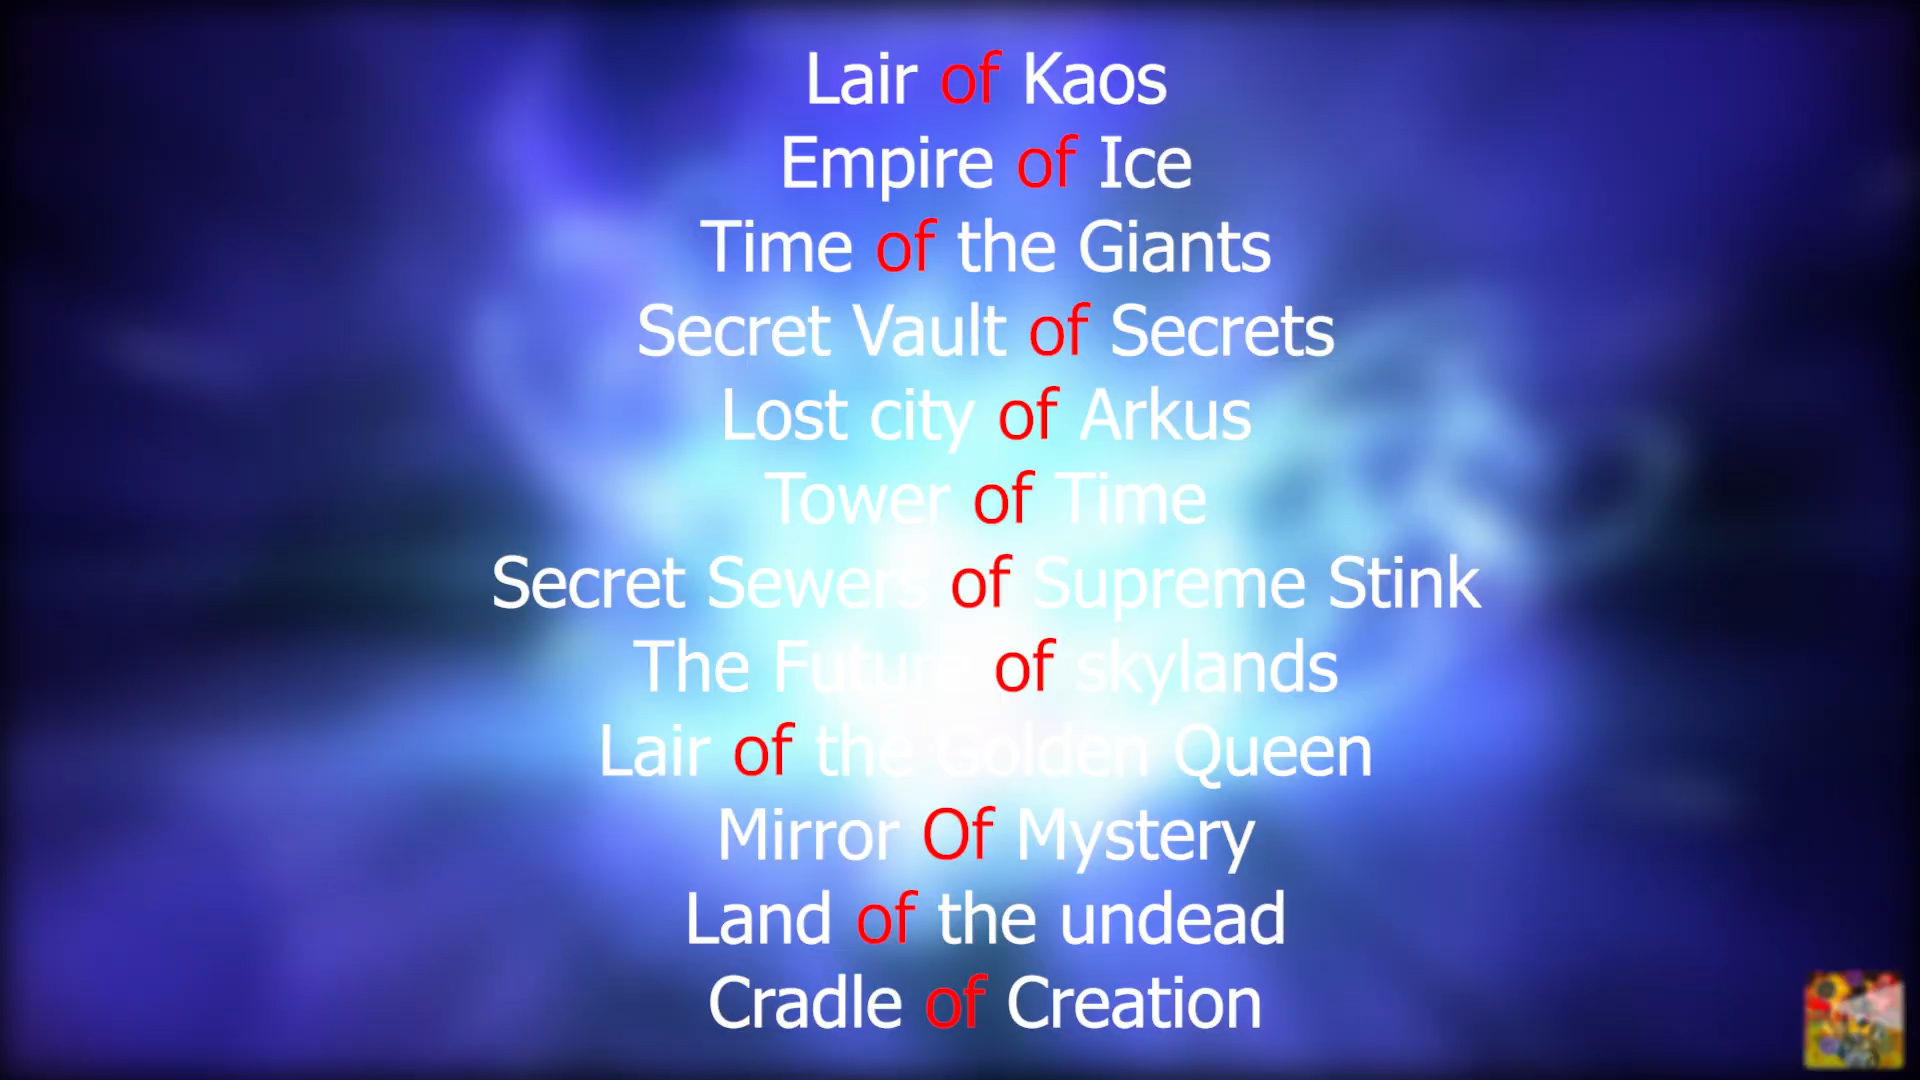 Lair of Kaos
Empire of Ice
Time of the Giants
Secret Vault of Secrets
Lost city of Arkus
Tower of Time
Secret Sewers of Supreme Stink
The Future of skylands
Lair of the Golden Queen
Mirror Of Mystery
Land of the undead
Cradle of Creation